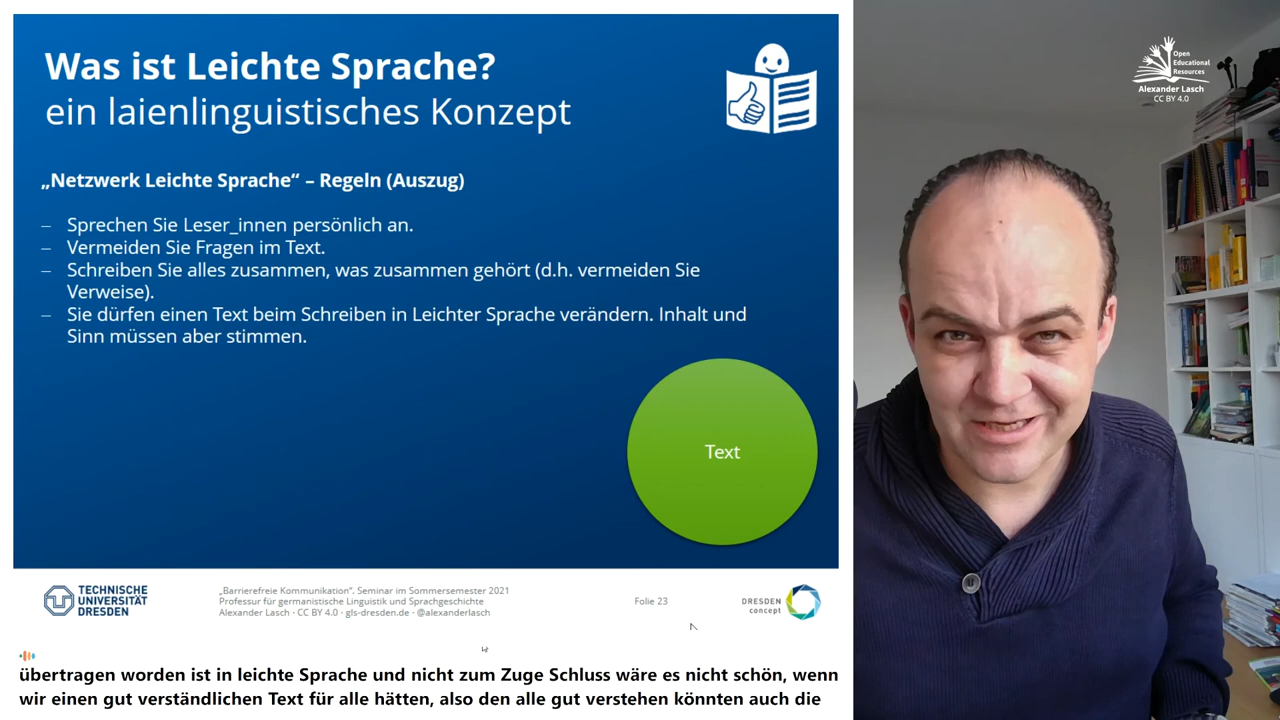 Was ist Leichte Sprache?
ein laienlinguistisches Konzept
„Netzwerk Leichte Sprache“ – Regeln (Auszug)
– Sprechen Sie Leser_innen persönlich an.
– Vermeiden Sie Fragen im Text.
– Schreiben Sie alles zusammen, was zusammen gehört (d.h. vermeiden Sie
Verweise).
– Sie dürfen einen Text beim Schreiben in Leichter Sprache verändern. Inhalt und
Sinn müssen aber stimmen.
Text
TECHNISCHE
UNIVERSITÄT
DRESDEN
„Barrierefreie Kommunikation“. Seminar im Sommersemester 2021
Professur für germanistische Linguistik und Sprachgeschichte
Alexander Lasch · CC BY 4.0 · gls-dresden.de · @alexanderlasch
Folie 23
DRESDEN
concept
übertragen worden ist in leichte Sprache und nicht zum Zuge Schluss wäre es nicht schön, wenn
wir einen gut verständlichen Text für alle hätten, also den alle gut verstehen könnten auch die
Open
Educational
Resources
Alexander Lasch
CC BY 4.0